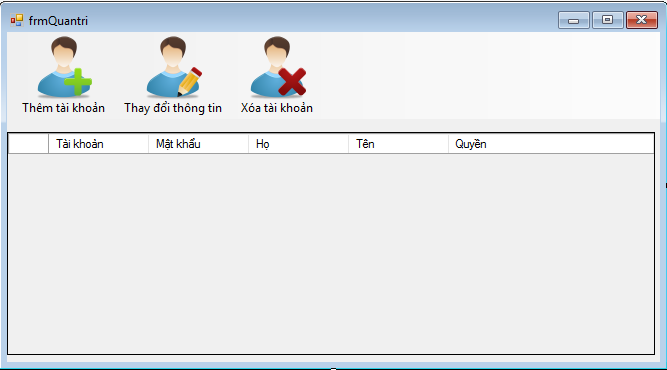 frmQuantri
Thêm tài khoản Thay đổi thông tin Xóa tài khoản
Tài khoản Mật khẩu Họ Tên Quyền